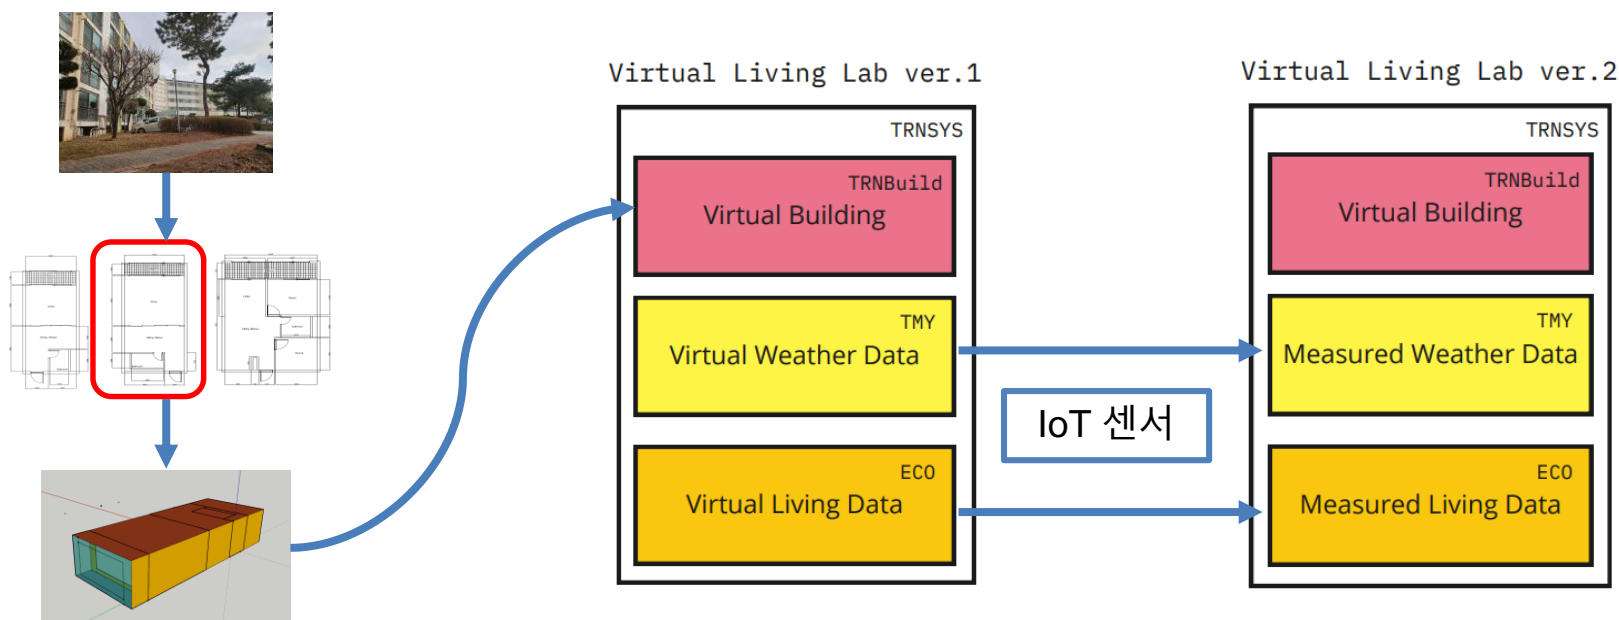 Virtual Living Lab ver.1
TRNSYS
TRNBuild
Virtual Building
TMY
Virtual Weather Data
ECO
Virtual Living Data
IoT 센서
Virtual Living Lab ver.2
TRNSYS
TRNBuild
Virtual Building
TMY
Measured Weather Data
ECO
Measured Living Data